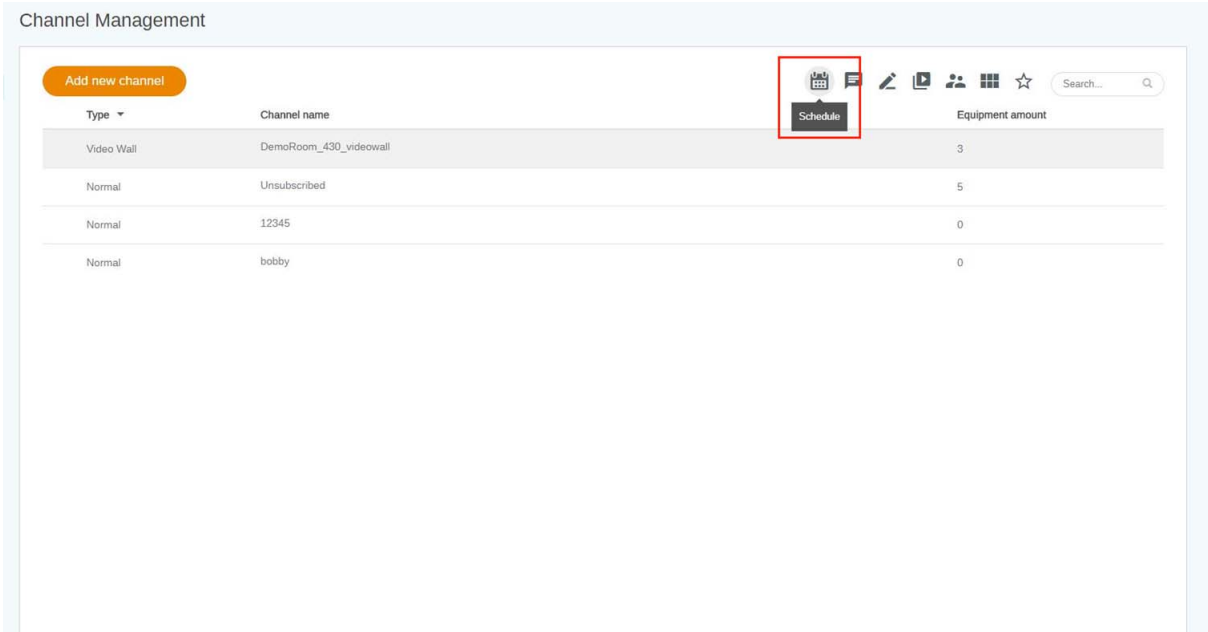 Channel Management
Add new channel
Search...
Type
Channel name
Schedule
Equipment amount
Video Wall
DemoRoom_430_videowall
3
Normal
Unsubscribed
5
Normal
12345
0
Normal
bobby
0